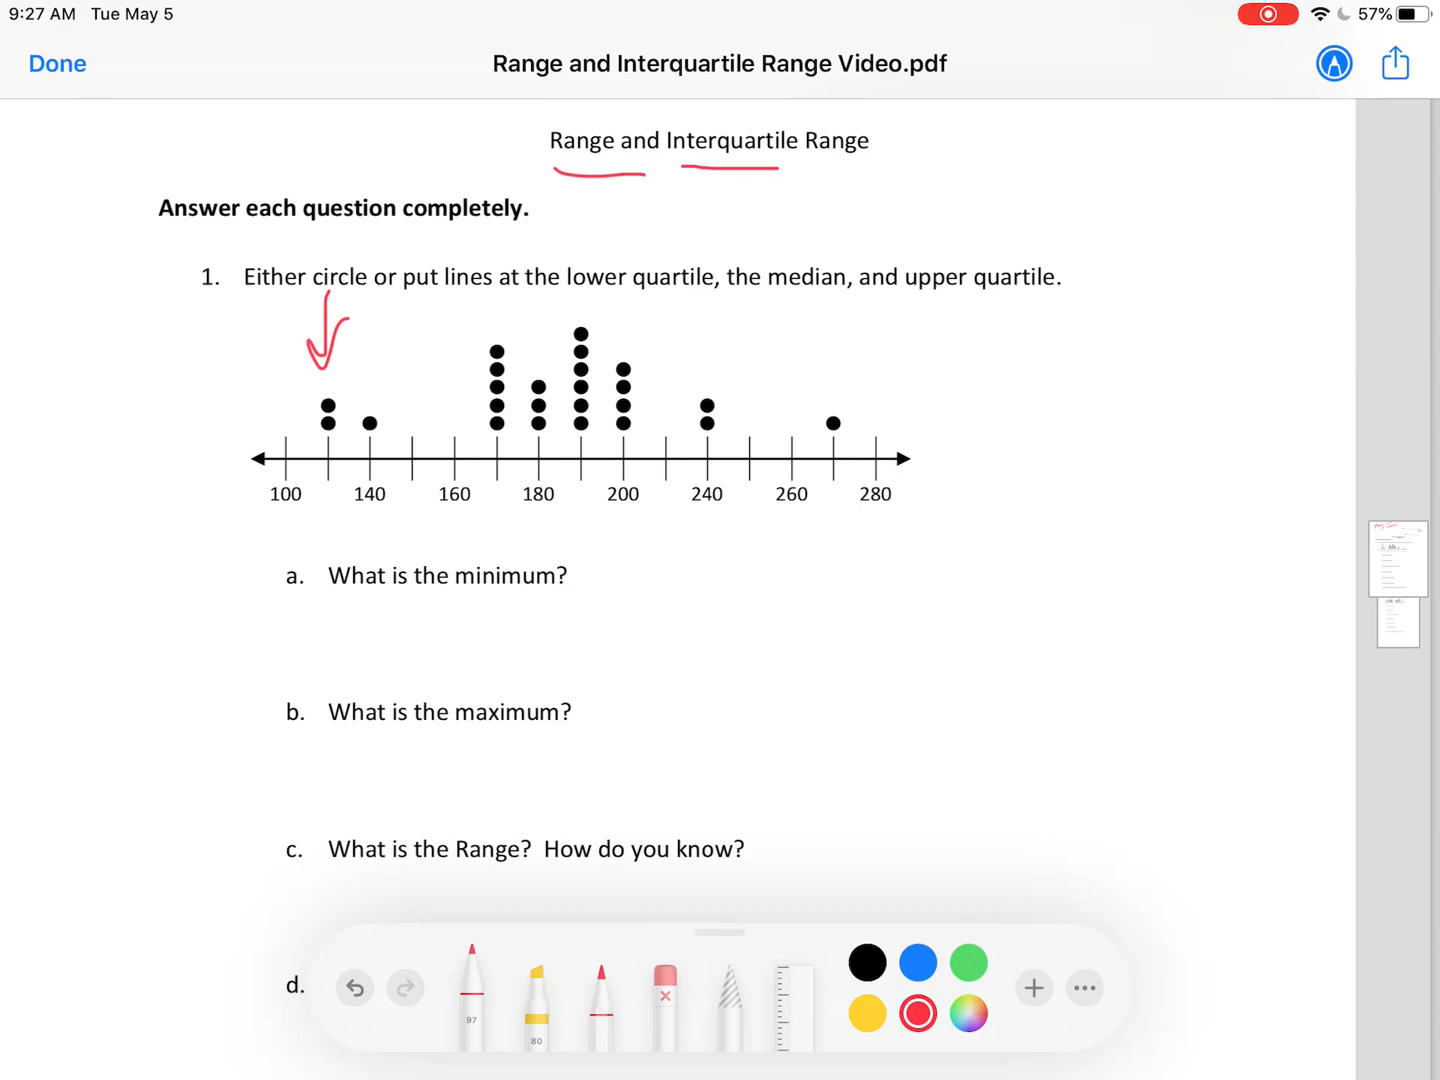 9:27 AM Tue May 5
57%
Done
Range and Interquartile Range Video.pdf
Range and Interquartile Range
Answer each question completely.
1. Either circle or put lines at the lower quartile, the median, and upper quartile.
100 140 160 180 200 240 260 280
a. What is the minimum?
b. What is the maximum?
c. What is the Range? How do you know?
d.
97
80